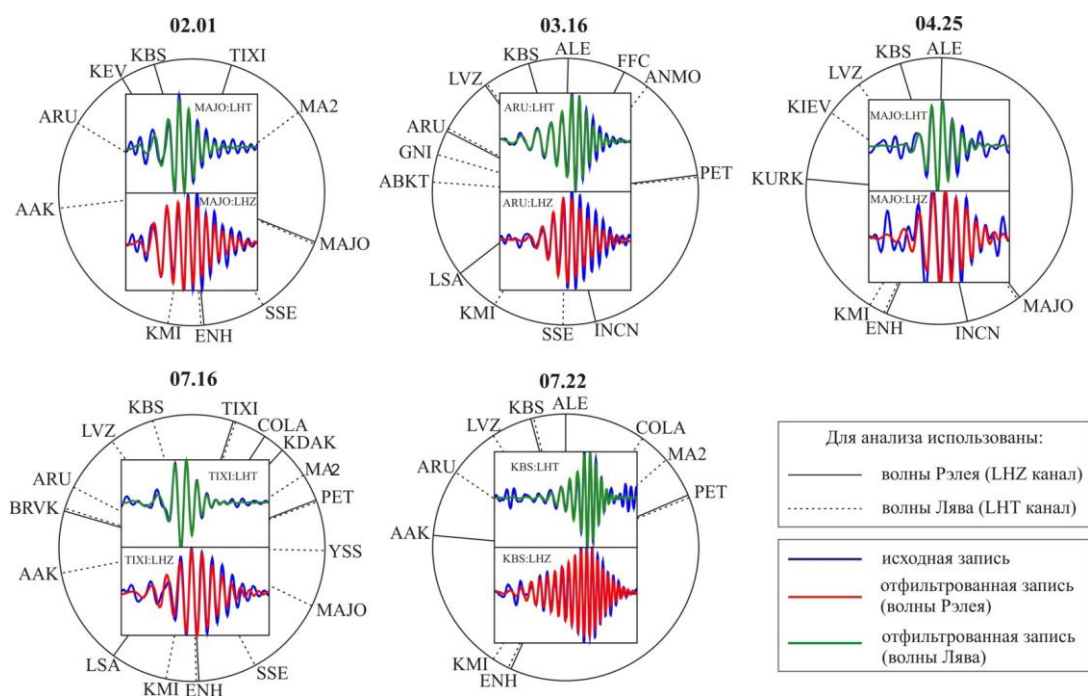 02.01
KBS
TIXI
KEV
ARU
MA2
MAJO:LHT
AAK
MAJO:LHZ
MAJO
SSE
KMI
ENH
03.16
ALE
KBS
FFC
LVZ
ANMO
ARU:LHT
ARU
GNI
ABKT
PET
ARU:LHZ
LSA
KMI
SSE
INCN
04.25
KBS
ALE
LVZ
KIEV
MAJO:LHT
KURK
MAJO:LHZ
KMI
ENH
INCN
MAJO
07.16
KBS
TIXI
COLA
KDAK
LVZ
MA2
ARU
TIXI:LHT
BRVK
PET
YSS
TIXI:LHZ
AAK
MAJO
LSA
SSE
KMI
ENH
07.22
ALE
KBS
COLA
LVZ
MA2
ARU
KBS:LHT
PET
AAK
KBS:LHZ
KMI
ENH
Для анализа использованы:
волны Рэлея (LHZ канал)
волны Лява (LHT канал)
исходная запись
отфильтрованная запись
(волны Рэлея)
отфильтрованная запись
(волны Лява)